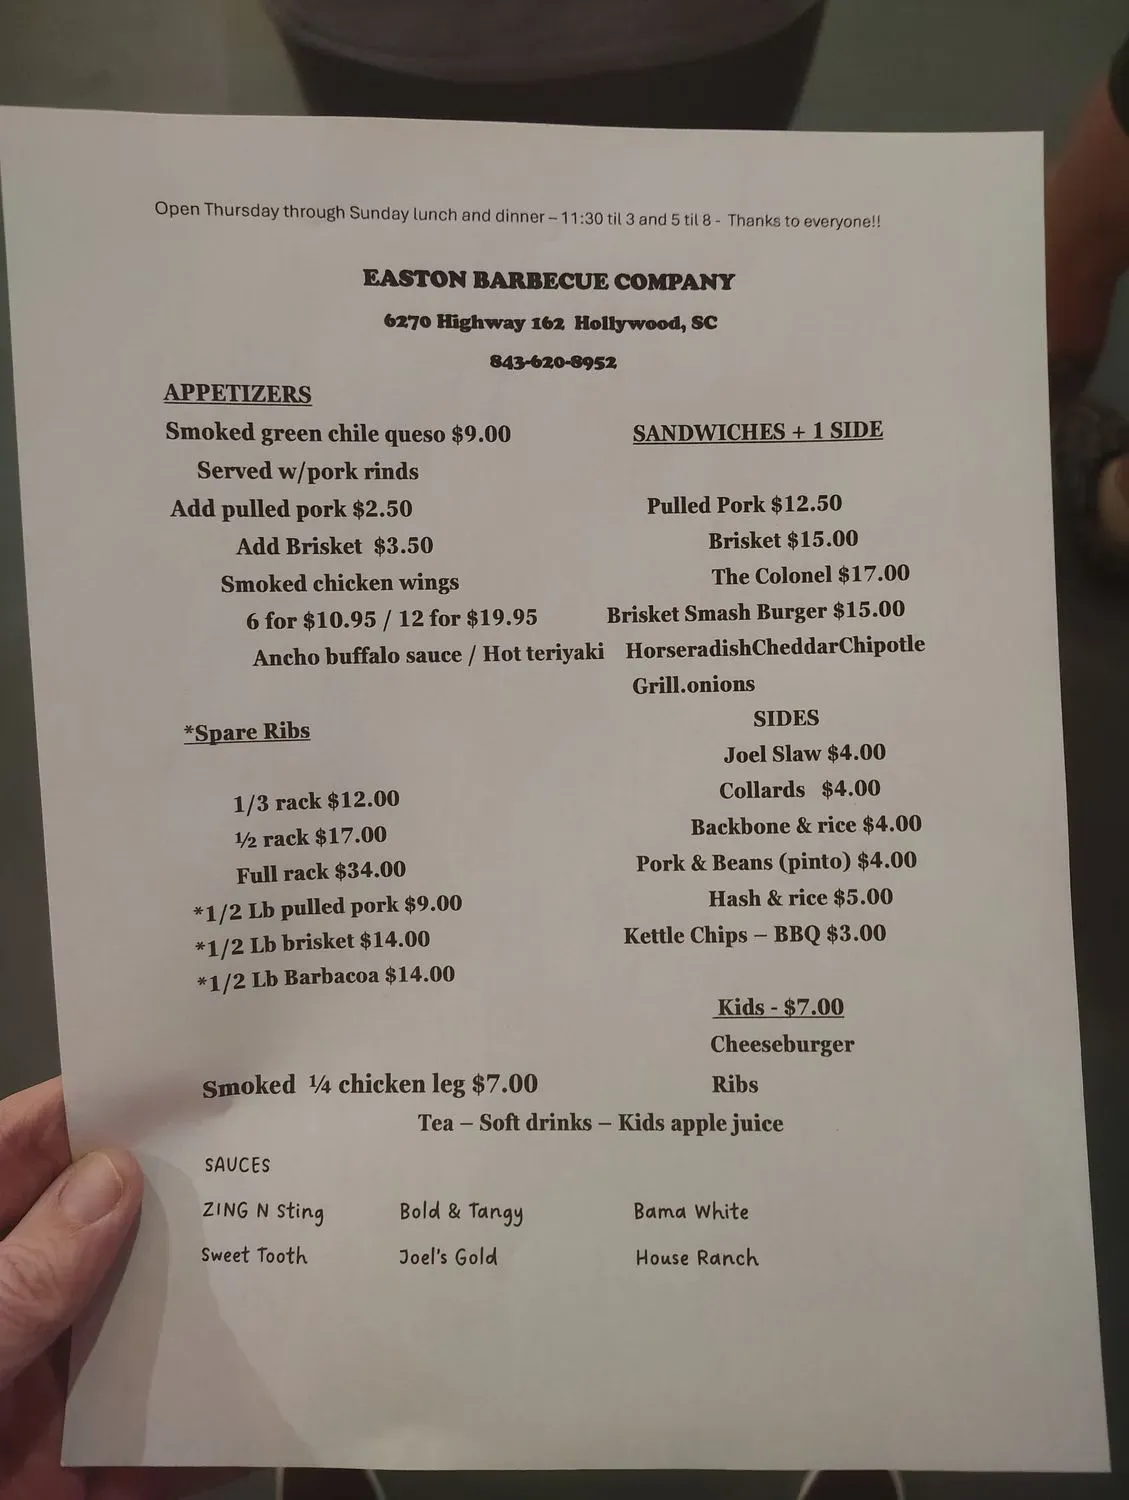 Open Thursday through Sunday lunch and dinner – 11:30 til 3 and 5 til 8 - Thanks to everyone!!
EASTON BARBECUE COMPANY
6270 Highway 162 Hollywood, SC
843-620-8952
APPETIZERS
Smoked green chile queso $9.00
Served w/pork rinds
Add pulled pork $2.50
Add Brisket $3.50
Smoked chicken wings
6 for $10.95 / 12 for $19.95
Ancho buffalo sauce / Hot teriyaki
*Spare Ribs
1/3 rack $12.00
½ rack $17.00
Full rack $34.00
*1/2 Lb pulled pork $9.00
*1/2 Lb brisket $14.00
*1/2 Lb Barbacoa $14.00
Smoked ¼ chicken leg $7.00
SANDWICHES + 1 SIDE
Pulled Pork $12.50
Brisket $15.00
The Colonel $17.00
Brisket Smash Burger $15.00
HorseradishCheddarChipotle
Grill.onions
SIDES
Joel Slaw $4.00
Collards $4.00
Backbone & rice $4.00
Pork & Beans (pinto) $4.00
Hash & rice $5.00
Kettle Chips – BBQ $3.00
Kids - $7.00
Cheeseburger
Ribs
Tea – Soft drinks – Kids apple juice
SAUCES
ZING N Sting Bold & Tangy Bama White
Sweet Tooth Joel's Gold House Ranch